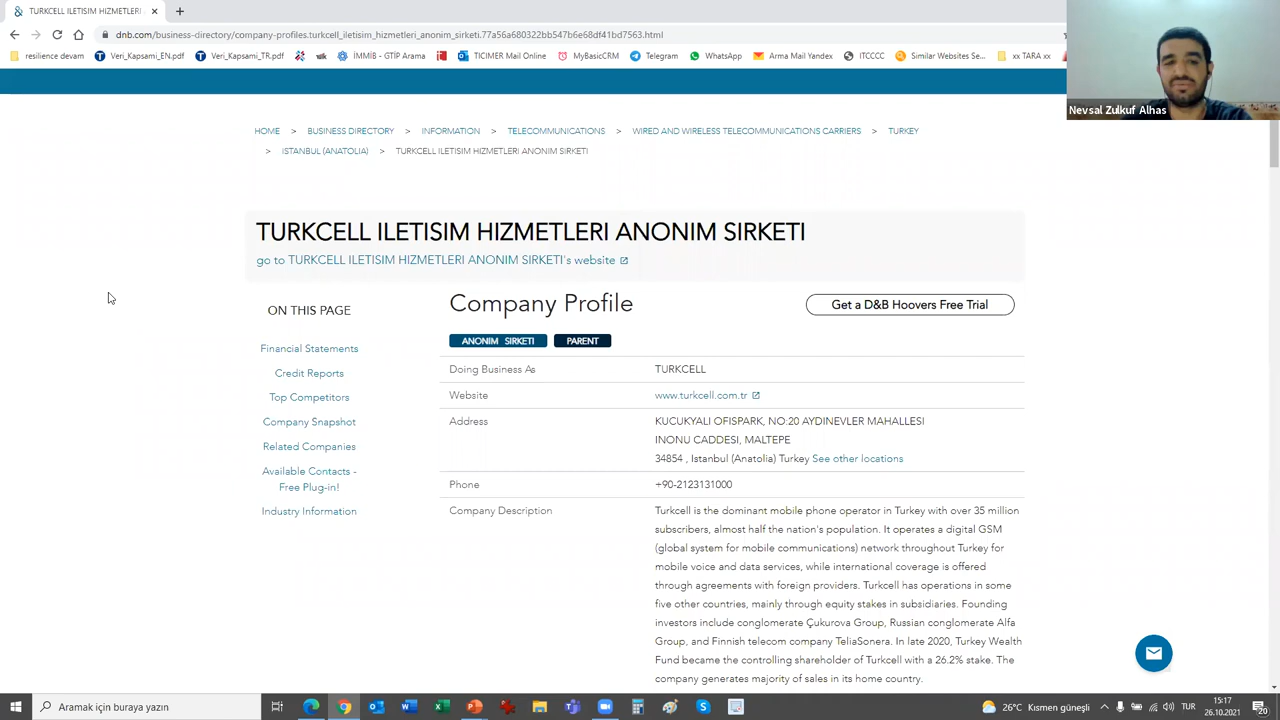 TURKCELL ILETISIM HIZMETLERI
dnb.com/business-directory/company-profiles.turkcell_iletisim_hizmetleri_anonim_sirketi.77a56a680322bb547b6e68df41bd7563.html
resilience devam Veri_Kapsami_EN.pdf Veri_Kapsami_TR.pdf İMMİB - GTİP Arama TICIMER Mail Online MyBasicCRM Telegram WhatsApp Arma Mail Yandex ITCCCC Similar Websites Se... xx TARA xx
Nevsal Zulkuf Alhas
HOME > BUSINESS DIRECTORY > INFORMATION > TELECOMMUNICATIONS > WIRED AND WIRELESS TELECOMMUNICATIONS CARRIERS > TURKEY
> ISTANBUL (ANATOLIA) > TURKCELL ILETISIM HIZMETLERI ANONIM SIRKETI
TURKCELL ILETISIM HIZMETLERI ANONIM SIRKETI
go to TURKCELL ILETISIM HIZMETLERI ANONIM SIRKETI's website
ON THIS PAGE
Financial Statements
Credit Reports
Top Competitors
Company Snapshot
Related Companies
Available Contacts -
Free Plug-in!
Industry Information
Company Profile
Get a D&B Hoovers Free Trial
ANONIM SIRKETI PARENT
Doing Business As TURKCELL
Website www.turkcell.com.tr
Address KUCUKYALI OFISPARK, NO:20 AYDINEVLER MAHALLESI
INONU CADDESI, MALTEPE
34854 , Istanbul (Anatolia) Turkey See other locations
Phone +90-2123131000
Company Description Turkcell is the dominant mobile phone operator in Turkey with over 35 million
subscribers, almost half the nation's population. It operates a digital GSM
(global system for mobile communications) network throughout Turkey for
mobile voice and data services, while international coverage is offered
through agreements with foreign providers. Turkcell has operations in some
five other countries, mainly through equity stakes in subsidiaries. Founding
investors include conglomerate Çukurova Group, Russian conglomerate Alfa
Group, and Finnish telecom company TeliaSonera. In late 2020, Turkey Wealth
Fund became the controlling shareholder of Turkcell with a 26.2% stake. The
company generates majority of sales in its home country.
Aramak için buraya yazın
26°C Kısmen güneşli
TUR
15:17
26.10.2021
20